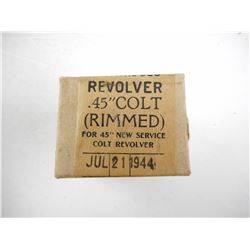 REVOLVER
.45" COLT
(RIMMED)
FOR 45" NEW SERVICE
COLT REVOLVER
JUL 21 1944